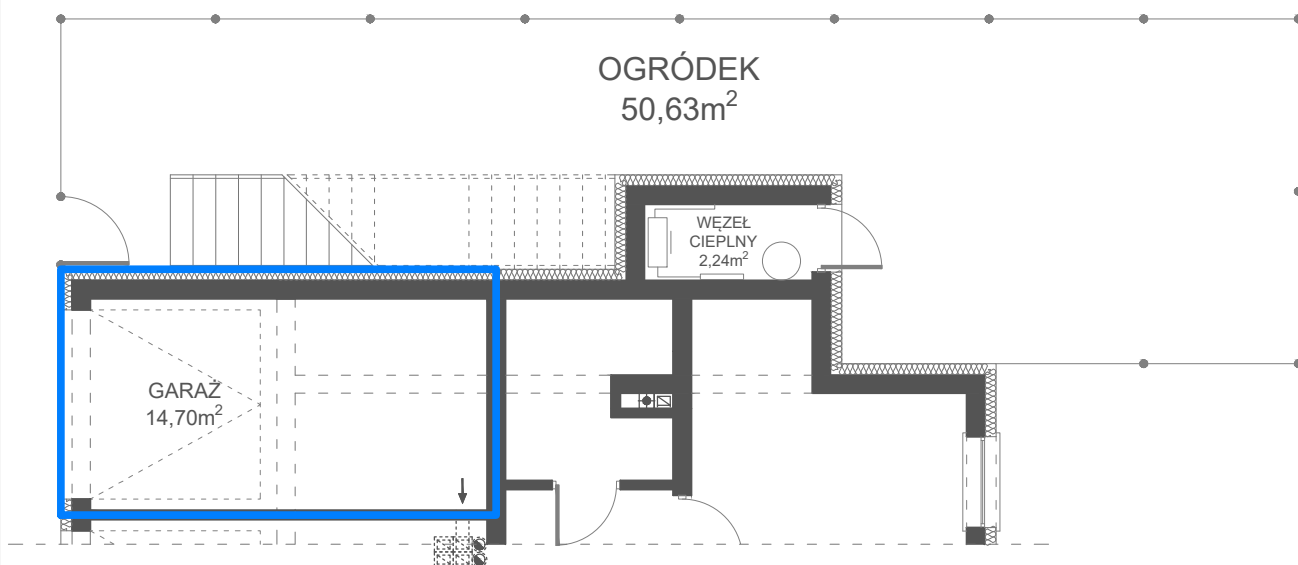 OGRÓDEK
50,63m²
WĘZEŁ
CIEPLNY
2,24m²
GARAŻ
14,70m²